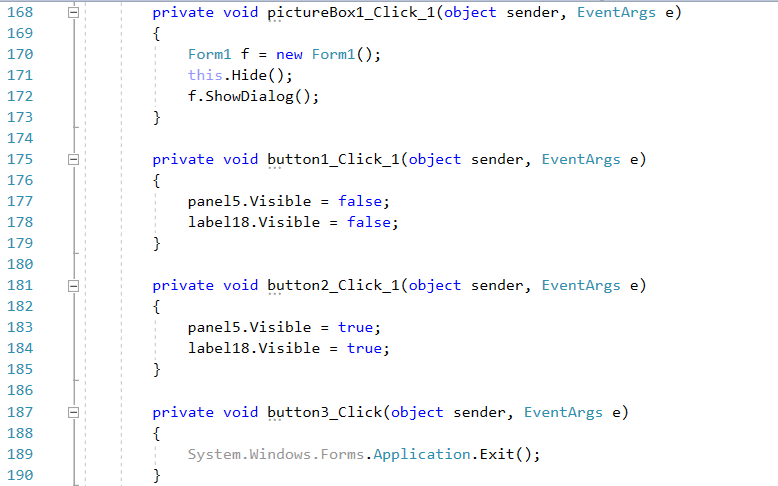 168 private void pictureBox1_Click_1(object sender, EventArgs e)
169 {
170 Form1 f = new Form1();
171 this.Hide();
172 f.ShowDialog();
173 }
174
175 private void button1_Click_1(object sender, EventArgs e)
176 {
177 panel5.Visible = false;
178 label18.Visible = false;
179 }
180
181 private void button2_Click_1(object sender, EventArgs e)
182 {
183 panel5.Visible = true;
184 label18.Visible = true;
185 }
186
187 private void button3_Click(object sender, EventArgs e)
188 {
189 System.Windows.Forms.Application.Exit();
190 }